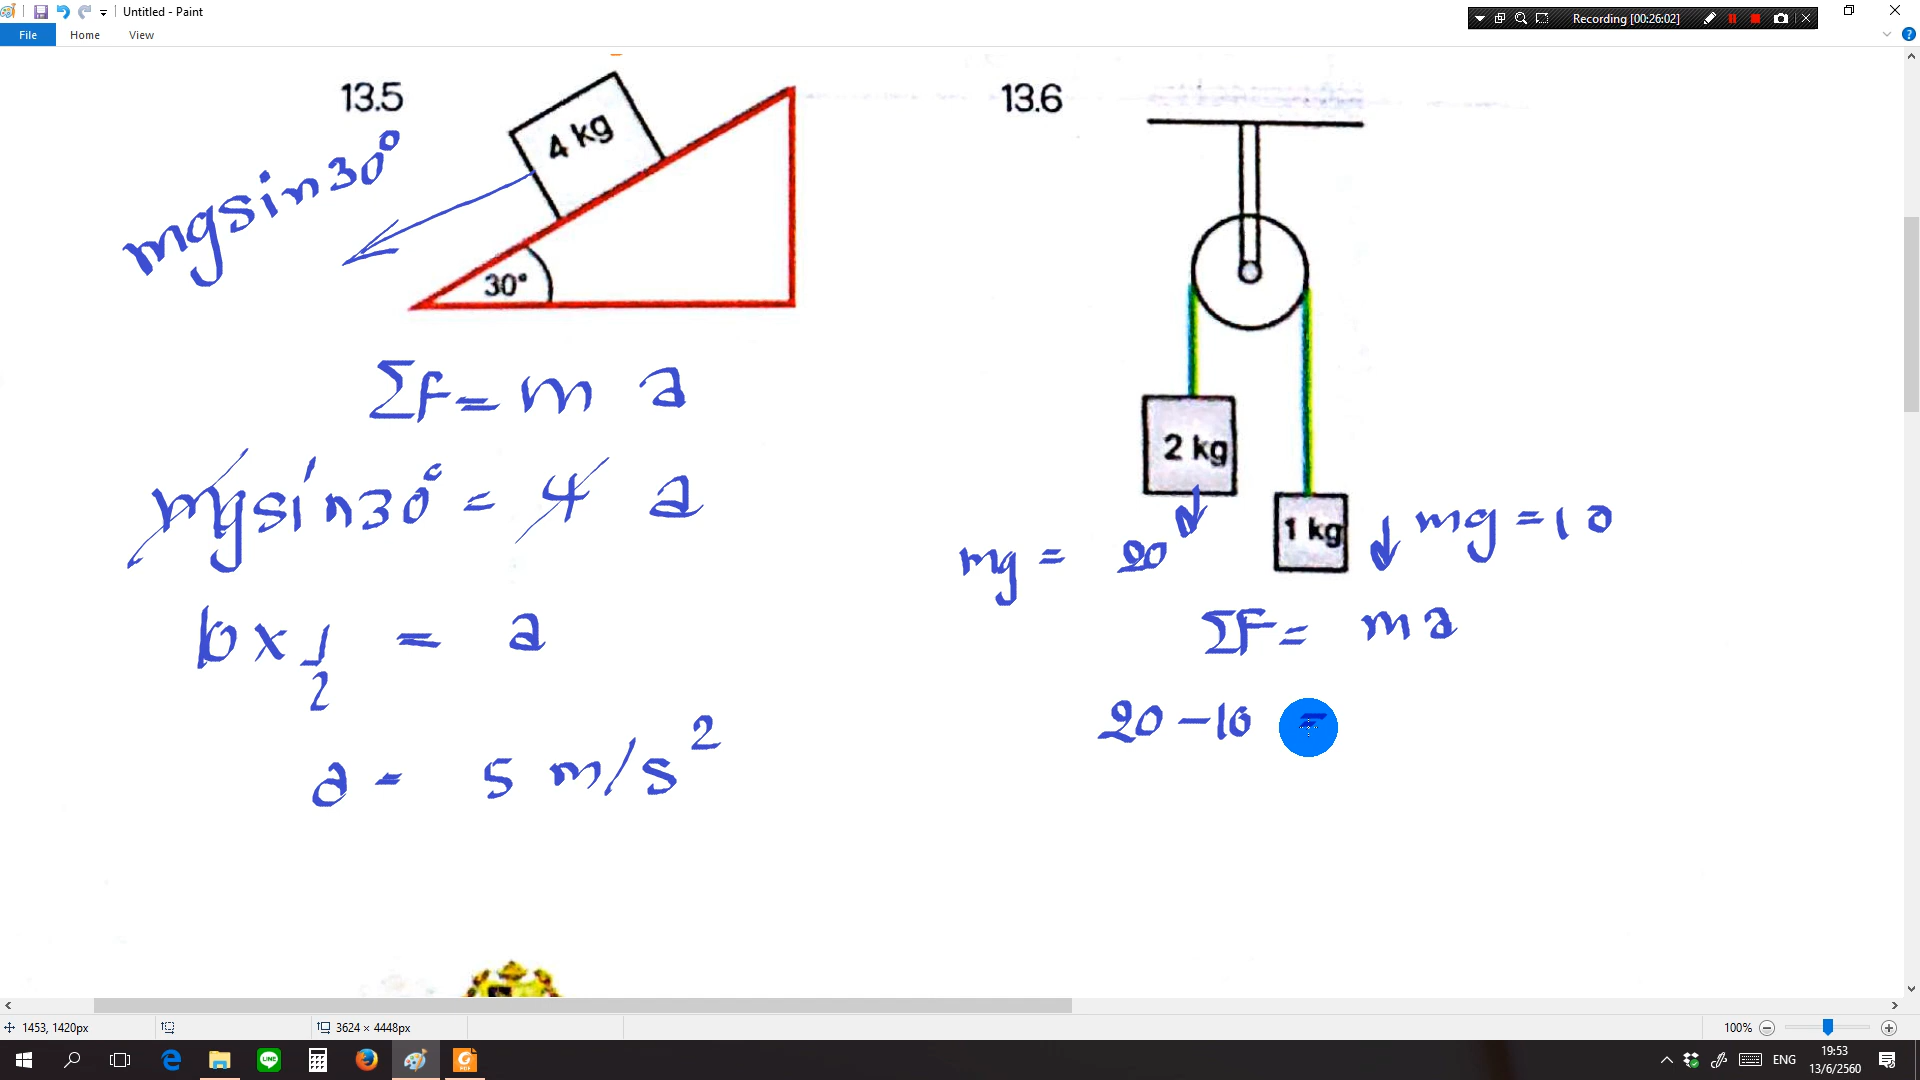 Untitled - Paint
Recording [00:26:02]
File Home View
13.5
4 kg
mgsin30°
30°
ΣF = m a
mgsin30° = 4 a
10 x 1/2 = a
a = 5 m/s²
13.6
2 kg
1 kg
mg = 20
mg = 10
ΣF = ma
20 - 10 =
1453, 1420px
3624 × 4448px
100%
ENG
19:53
13/6/2560
LINE